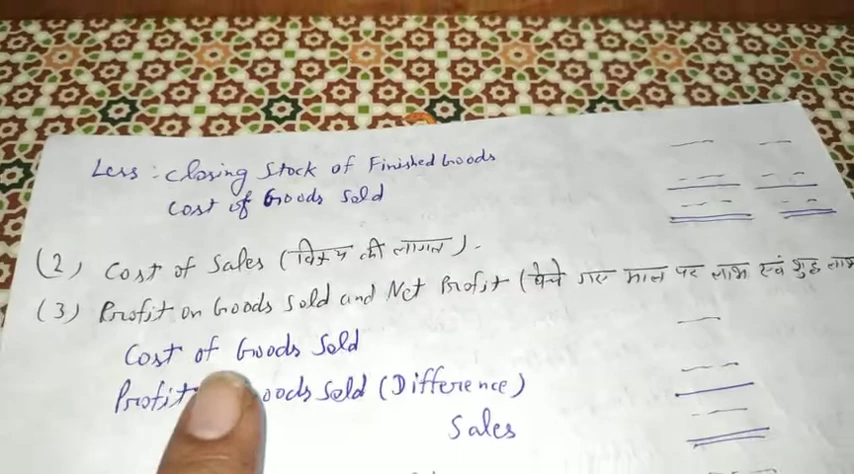 Less : closing Stock of Finished Goods
Cost of Goods Sold
(2) Cost of Sales (विक्रय की लागत).
(3) Profit on Goods Sold and Net Profit (बेचे गए माल पर लाभ एवं शुद्ध लाभ
Cost of Goods Sold
Profit oods Sold (Difference)
Sales